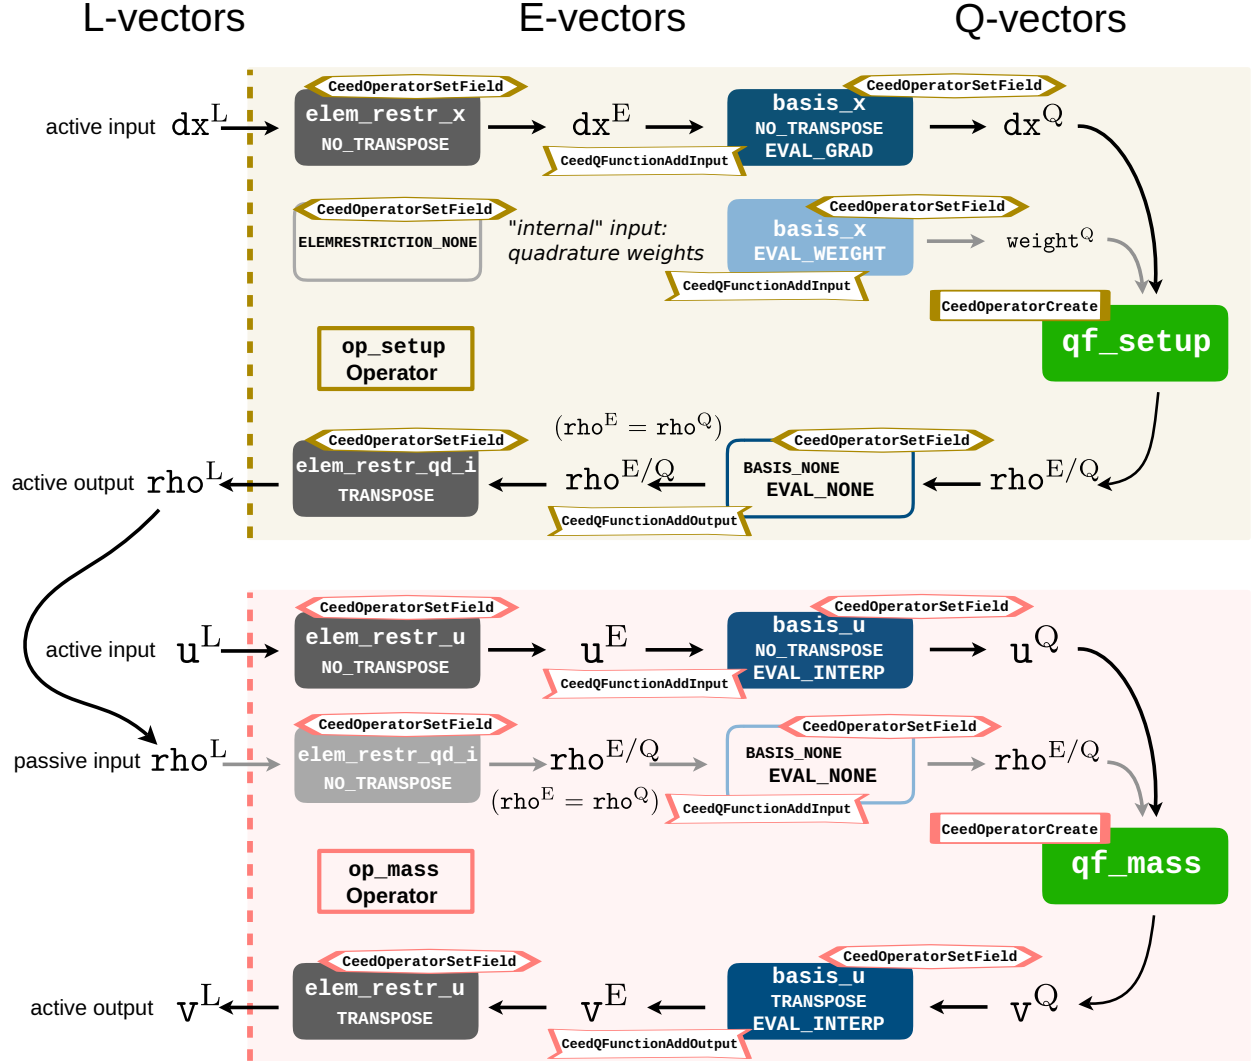 L-vectors E-vectors Q-vectors
CeedOperatorSetField CeedOperatorSetField
active input dx^L elem_restr_x dx^E basis_x dx^Q
NO_TRANSPOSE NO_TRANSPOSE
CeedQFunctionAddInput EVAL_GRAD
CeedOperatorSetField CeedOperatorSetField
ELEMRESTRICTION_NONE "internal" input: basis_x weight^Q
quadrature weights EVAL_WEIGHT
CeedQFunctionAddInput
CeedOperatorCreate
op_setup qf_setup
Operator
(rho^E = rho^Q)
CeedOperatorSetField CeedOperatorSetField
active output rho^L elem_restr_qd_i rho^E/Q BASIS_NONE rho^E/Q
TRANSPOSE EVAL_NONE
CeedQFunctionAddOutput
CeedOperatorSetField CeedOperatorSetField
active input u^L elem_restr_u u^E basis_u u^Q
NO_TRANSPOSE NO_TRANSPOSE
CeedQFunctionAddInput EVAL_INTERP
CeedOperatorSetField CeedOperatorSetField
passive input rho^L elem_restr_qd_i rho^E/Q BASIS_NONE rho^E/Q
NO_TRANSPOSE EVAL_NONE
(rho^E = rho^Q) CeedQFunctionAddInput
CeedOperatorCreate
op_mass qf_mass
Operator
CeedOperatorSetField CeedOperatorSetField
active output v^L elem_restr_u v^E basis_u v^Q
TRANSPOSE TRANSPOSE
EVAL_INTERP
CeedQFunctionAddOutput